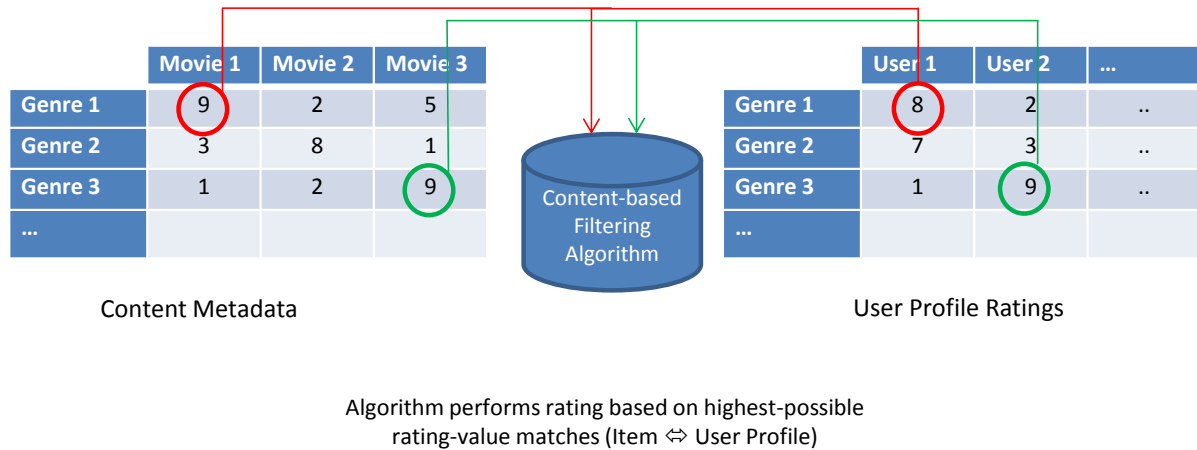 Movie 1 Movie 2 Movie 3
Genre 1 9 2 5
Genre 2 3 8 1
Genre 3 1 2 9
...
Content Metadata
Content-based
Filtering
Algorithm
User 1 User 2 ...
Genre 1 8 2 ..
Genre 2 7 3 ..
Genre 3 1 9 ..
...
User Profile Ratings
Algorithm performs rating based on highest-possible
rating-value matches (Item ⇔ User Profile)